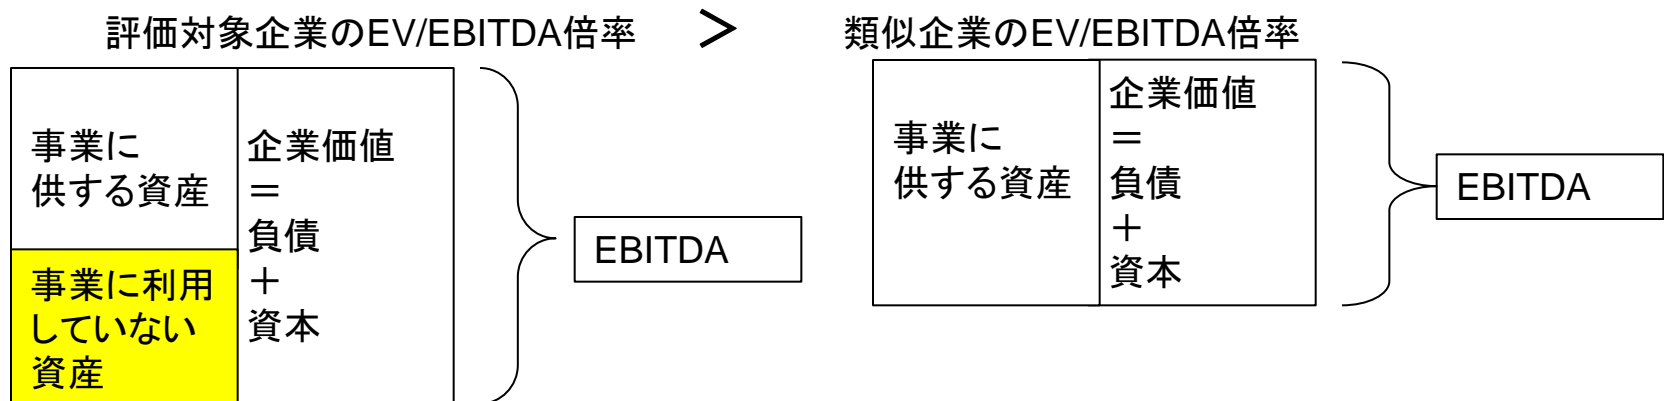 評価対象企業のEV/EBITDA倍率 > 類似企業のEV/EBITDA倍率
事業に
供する資産
事業に利用
していない
資産
企業価値
=
負債
+
資本
EBITDA
事業に
供する資産
企業価値
=
負債
+
資本
EBITDA